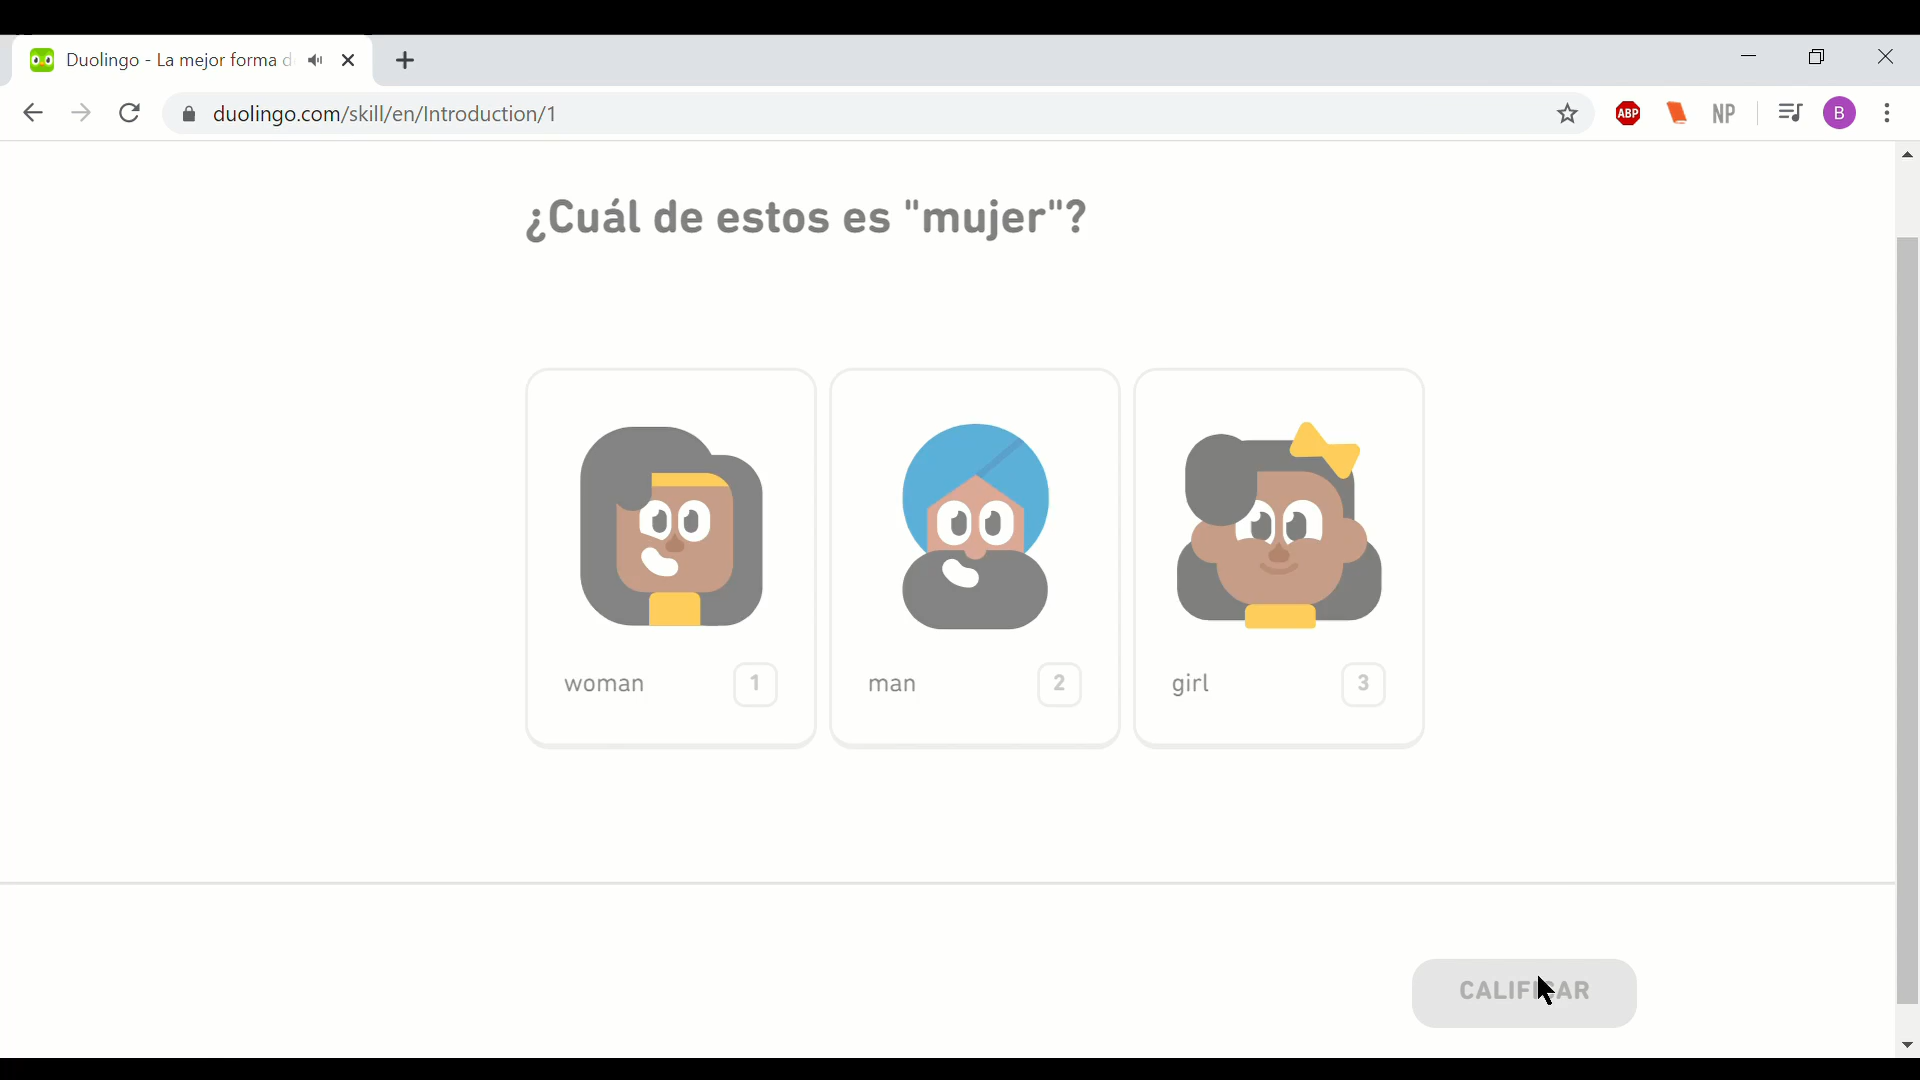 Duolingo - La mejor forma d
duolingo.com/skill/en/Introduction/1
ABP
NP
B
¿Cuál de estos es "mujer"?
woman 1
man 2
girl 3
CALIFICAR